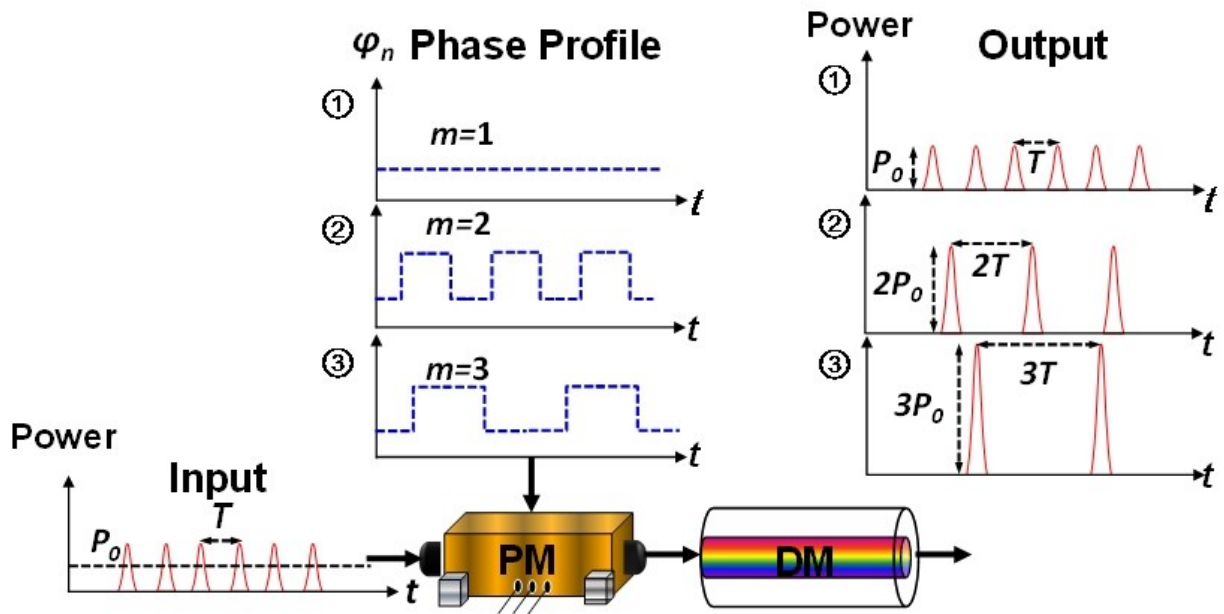 φn Phase Profile
①
m=1
t
②
m=2
t
③
m=3
t
Power
Output
①
P0
T
t
②
2P0
2T
t
③
3P0
3T
t
Power
Input
P0
T
t
PM
DM